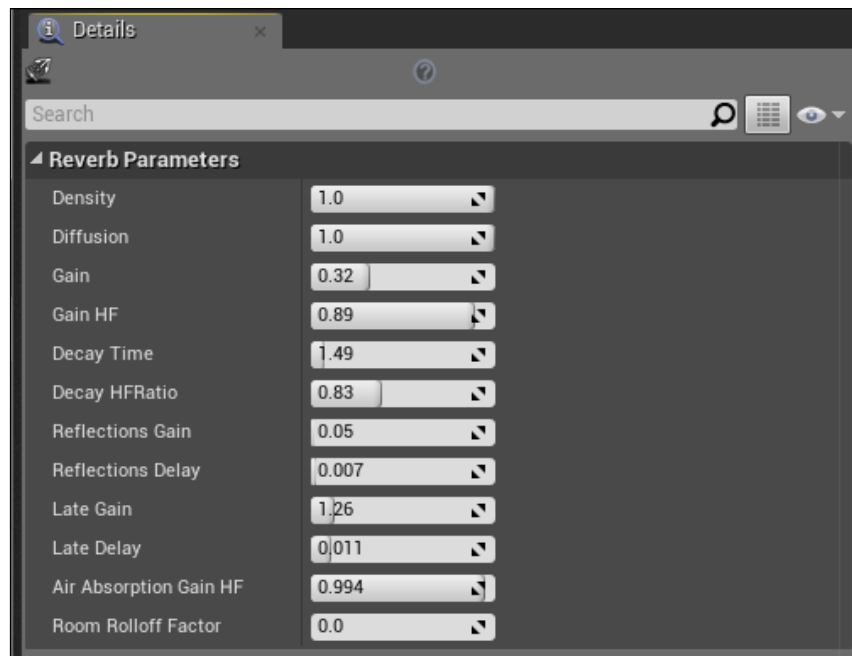 Details
Search
Reverb Parameters
Density 1.0
Diffusion 1.0
Gain 0.32
Gain HF 0.89
Decay Time 1.49
Decay HFRatio 0.83
Reflections Gain 0.05
Reflections Delay 0.007
Late Gain 1.26
Late Delay 0.011
Air Absorption Gain HF 0.994
Room Rolloff Factor 0.0